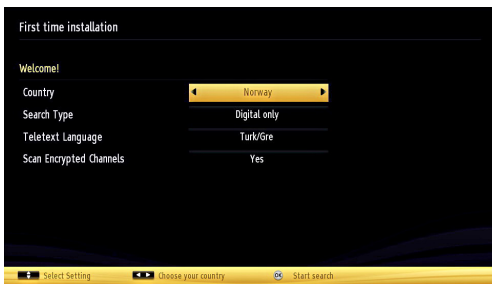 First time installation
Welcome!
Country Norway
Search Type Digital only
Teletext Language Turk/Gre
Scan Encrypted Channels Yes
Select Setting Choose your country OK Start search